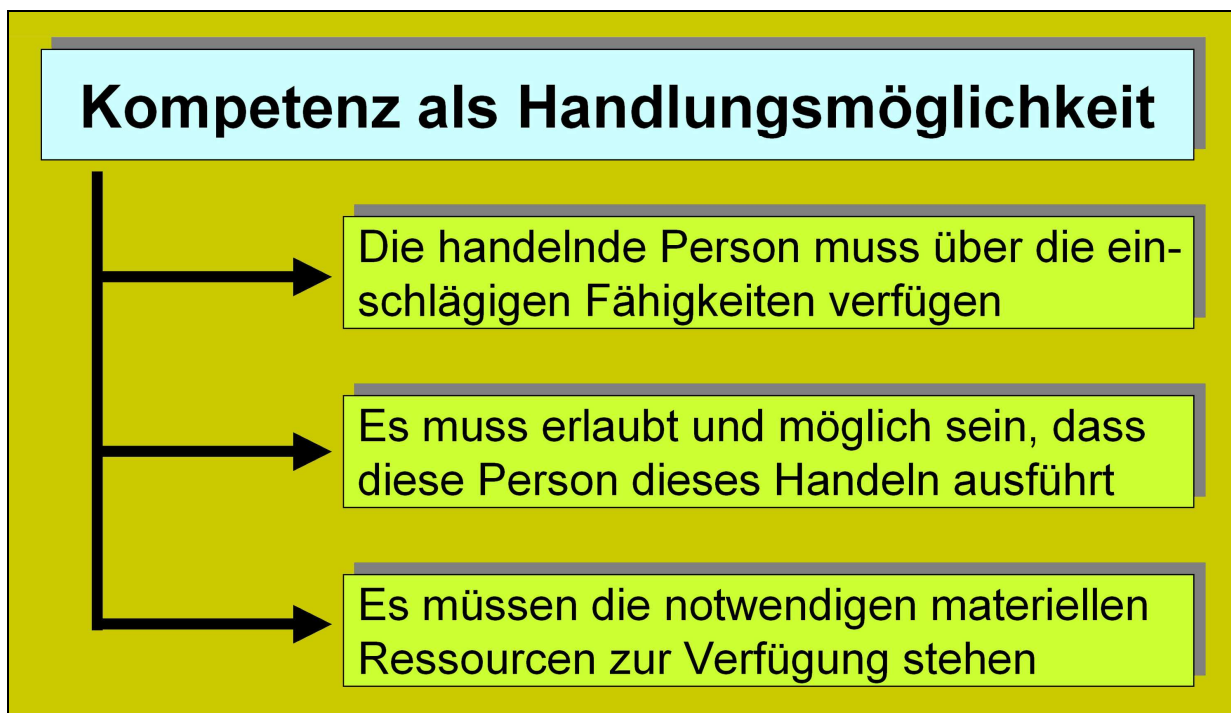 Kompetenz als Handlungsmöglichkeit
Die handelnde Person muss über die ein-
schlägigen Fähigkeiten verfügen
Es muss erlaubt und möglich sein, dass
diese Person dieses Handeln ausführt
Es müssen die notwendigen materiellen
Ressourcen zur Verfügung stehen